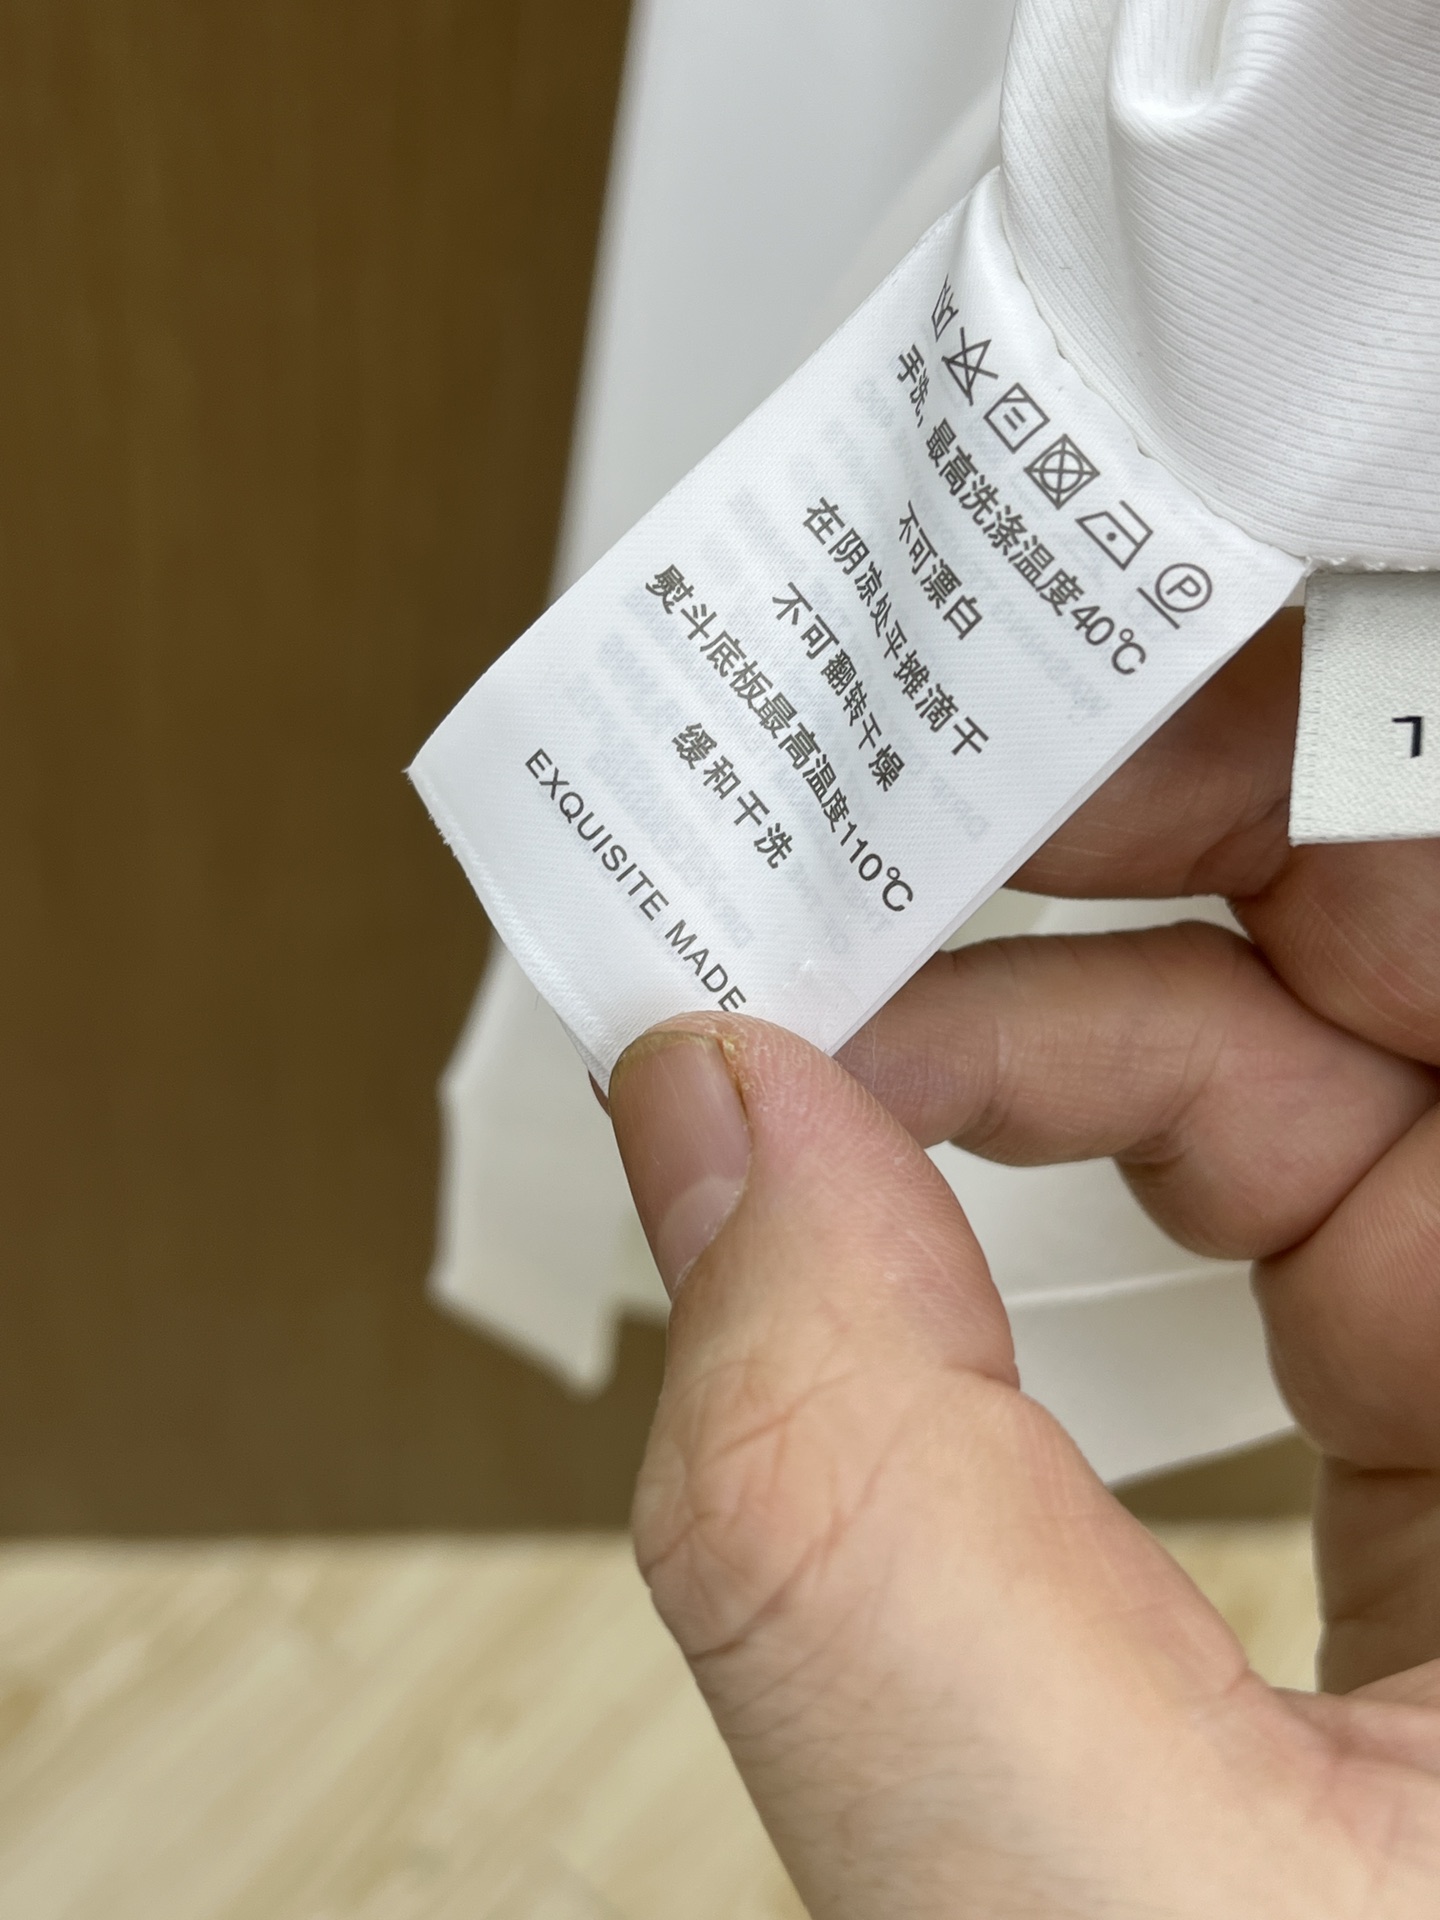 手洗，最高洗涤温度40℃
不可漂白
在阴凉处平摊滴干
不可翻转干燥
熨斗底板最高温度110℃
缓和干洗
EXQUISITE MADE
P
L